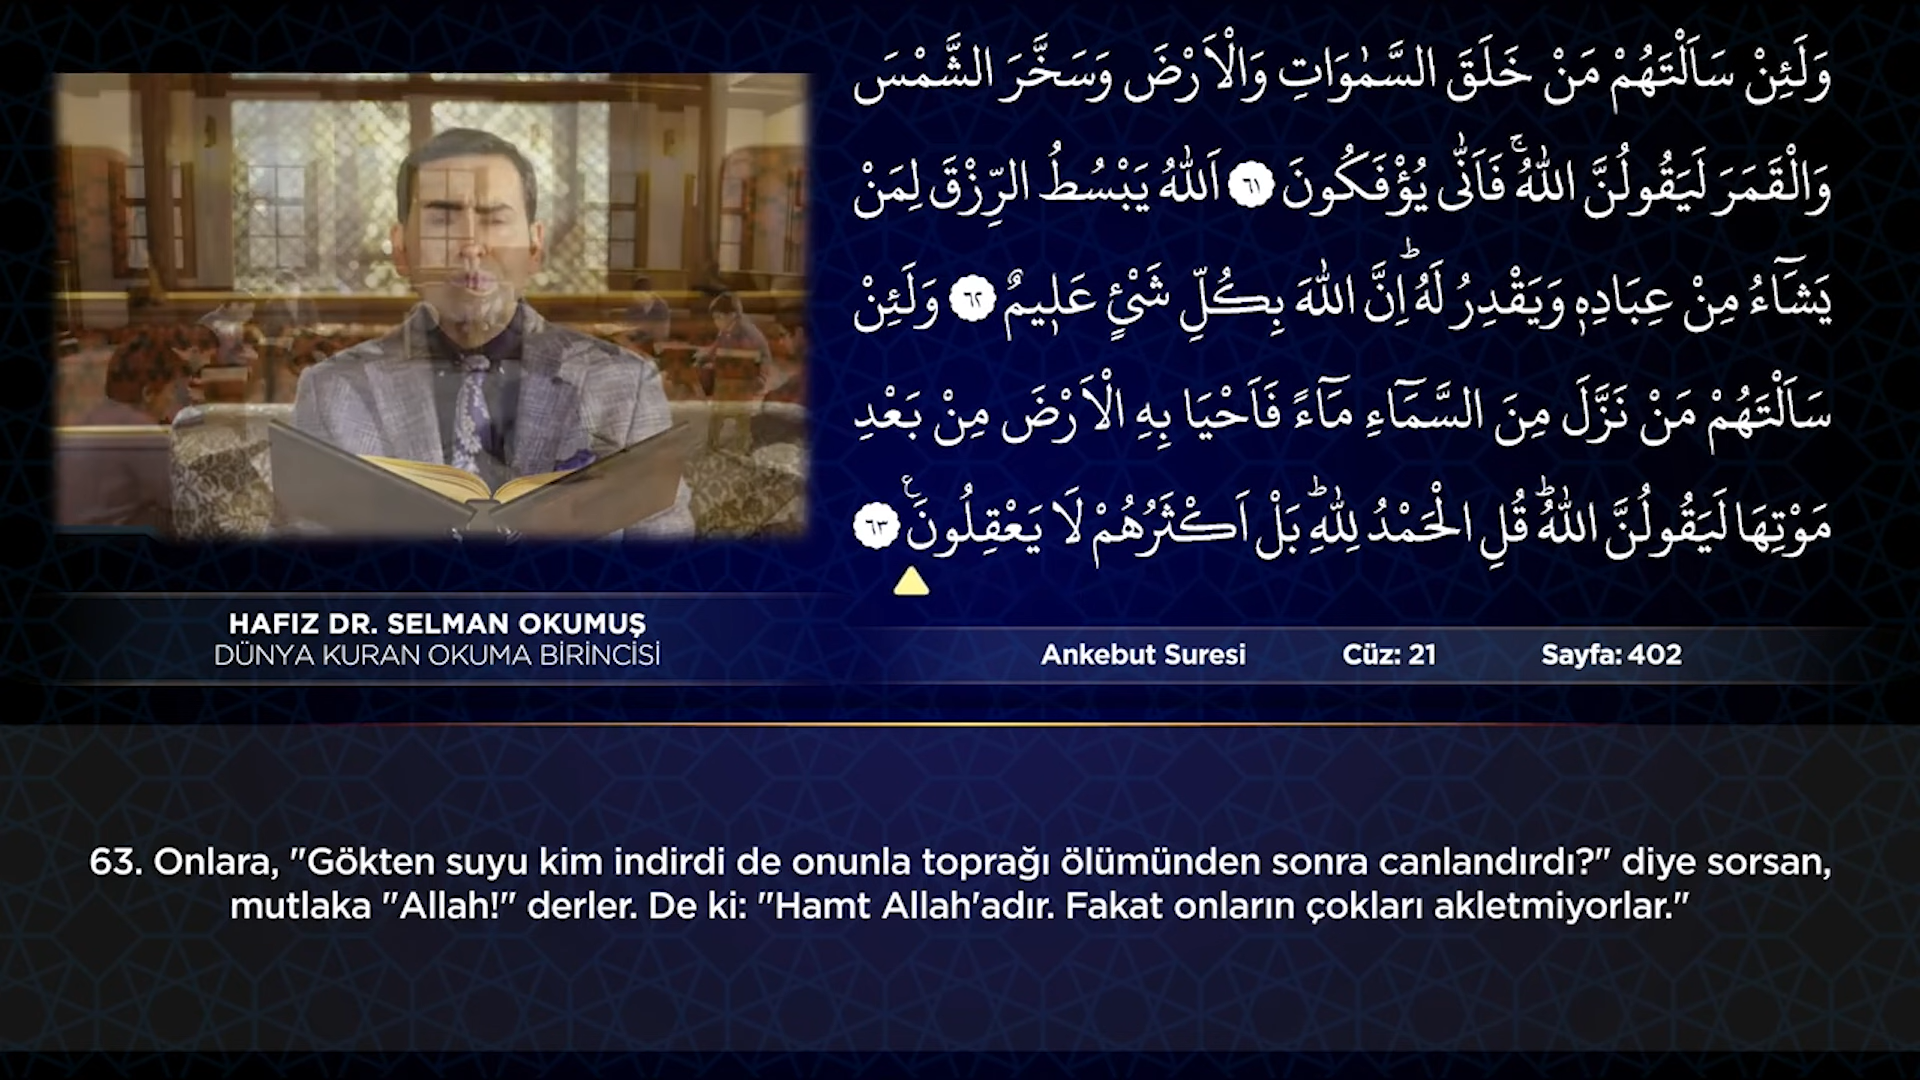 وَلَئِنْ سَاَلْتَهُمْ مَنْ خَلَقَ السَّمٰوَاتِ وَالْاَرْضَ وَسَخَّرَ الشَّمْسَ
وَالْقَمَرَ لَيَقُولُنَّ اللّٰهُۚ فَاَنّٰى يُؤْفَكُونَ ٦١ اَللّٰهُ يَبْسُطُ الرِّزْقَ لِمَنْ
يَشَٓاءُ مِنْ عِبَادِه۪ وَيَقْدِرُ لَهُۜ اِنَّ اللّٰهَ بِكُلِّ شَيْءٍ عَل۪يمٌ ٦٢ وَلَئِنْ
سَاَلْتَهُمْ مَنْ نَزَّلَ مِنَ السَّمَٓاءِ مَٓاءً فَاَحْيَا بِهِ الْاَرْضَ مِنْ بَعْدِ
مَوْتِهَا لَيَقُولُنَّ اللّٰهُۜ قُلِ الْحَمْدُ لِلّٰهِۜ بَلْ اَكْثَرُهُمْ لَا يَعْقِلُونَ۟ ٦٣
HAFIZ DR. SELMAN OKUMUŞ
DÜNYA KURAN OKUMA BİRİNCİSİ
Ankebut Suresi Cüz: 21 Sayfa: 402
63. Onlara, "Gökten suyu kim indirdi de onunla toprağı ölümünden sonra canlandırdı?" diye sorsan,
mutlaka "Allah!" derler. De ki: "Hamt Allah'adır. Fakat onların çokları akletmiyorlar."